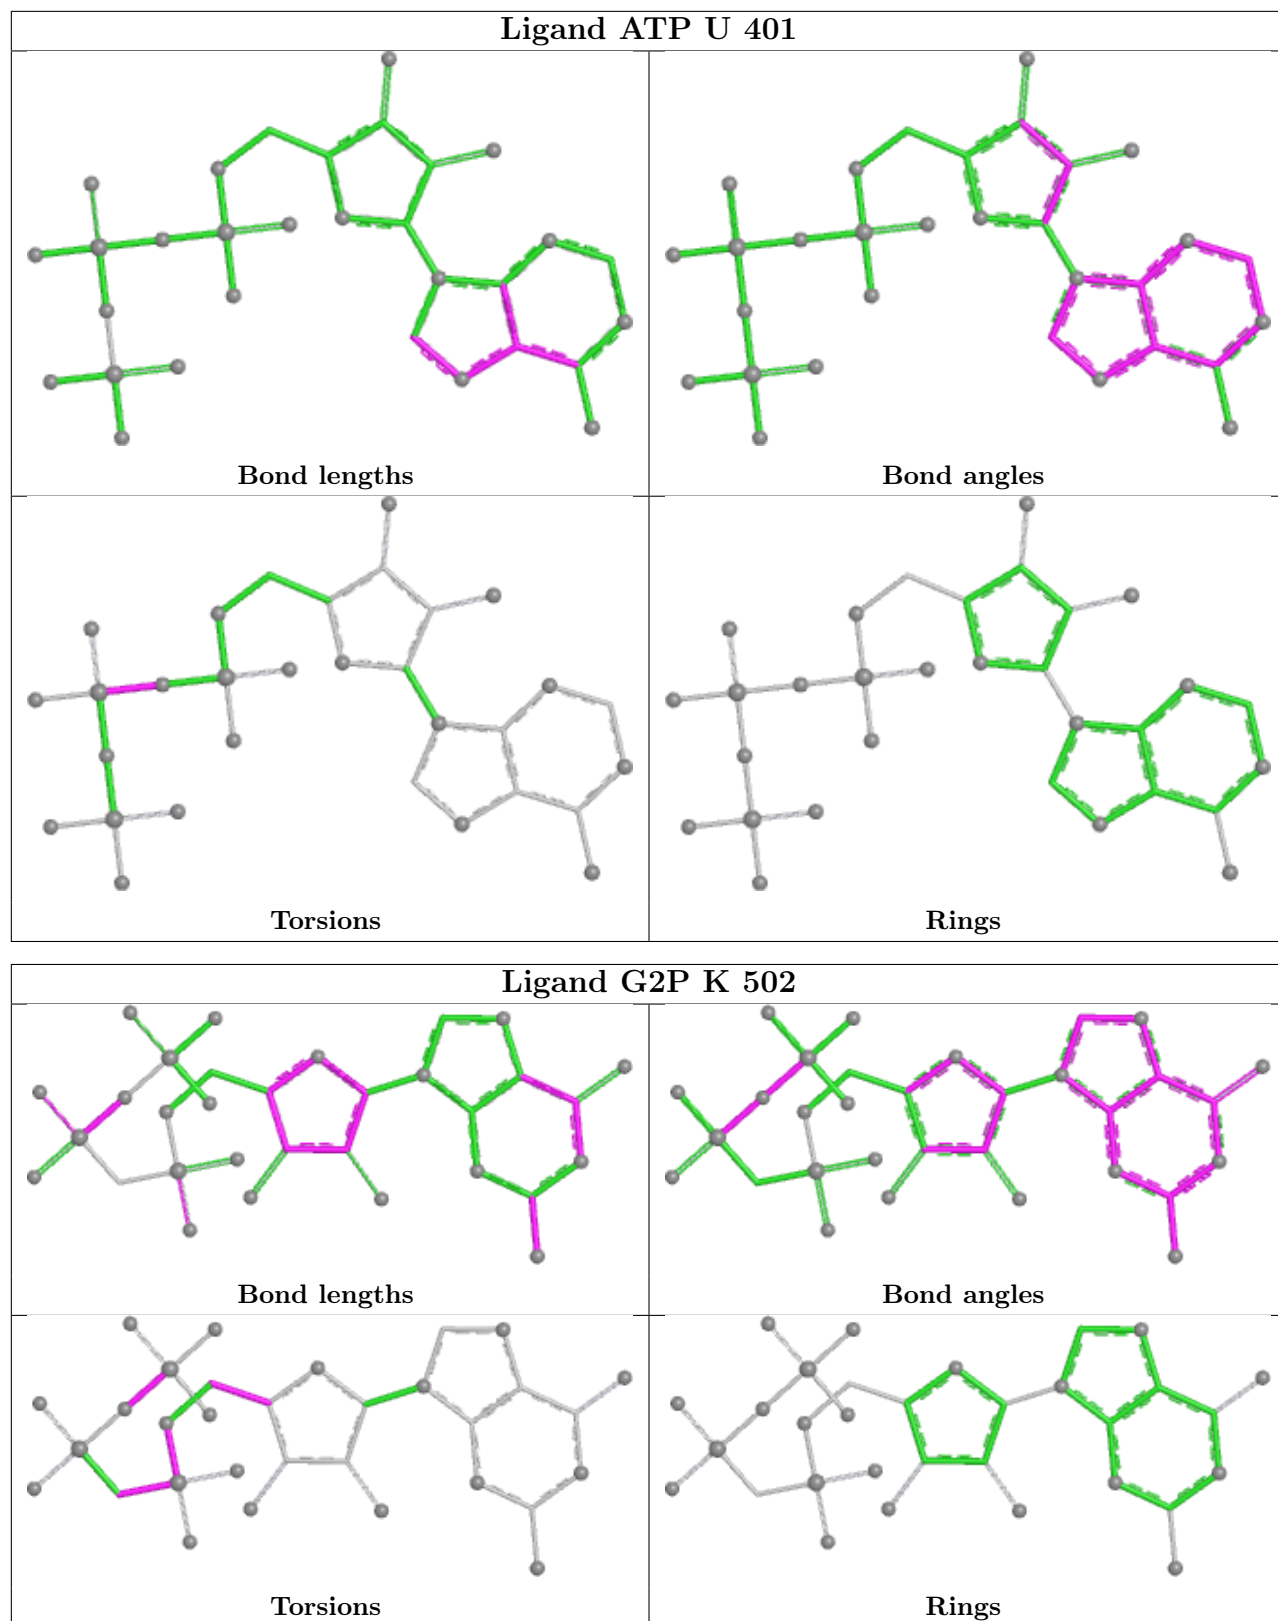 Ligand ATP U 401
Bond lengths
Bond angles
Torsions
Rings
Ligand G2P K 502
Bond lengths
Bond angles
Torsions
Rings